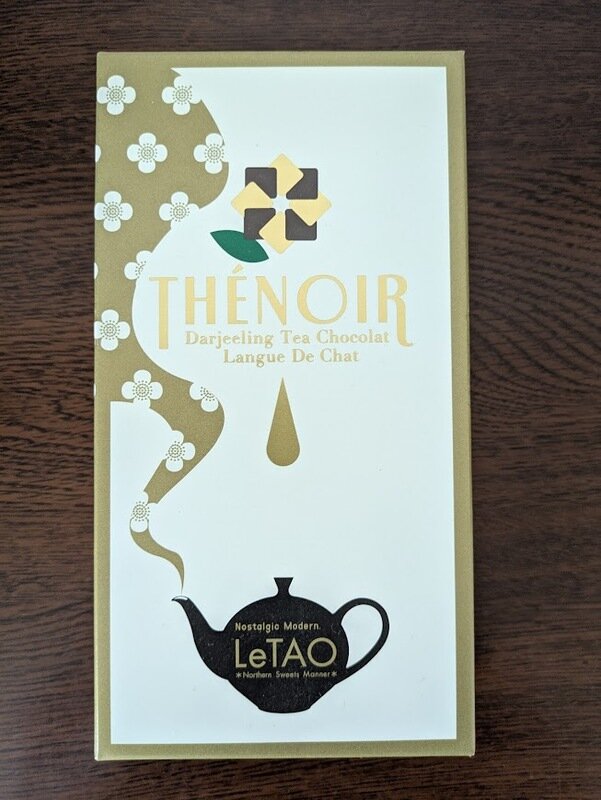 THÉNOIR
Darjeeling Tea Chocolat
Langue De Chat
Nostalgic Modern.
LeTAO
*Northern Sweets Manner*